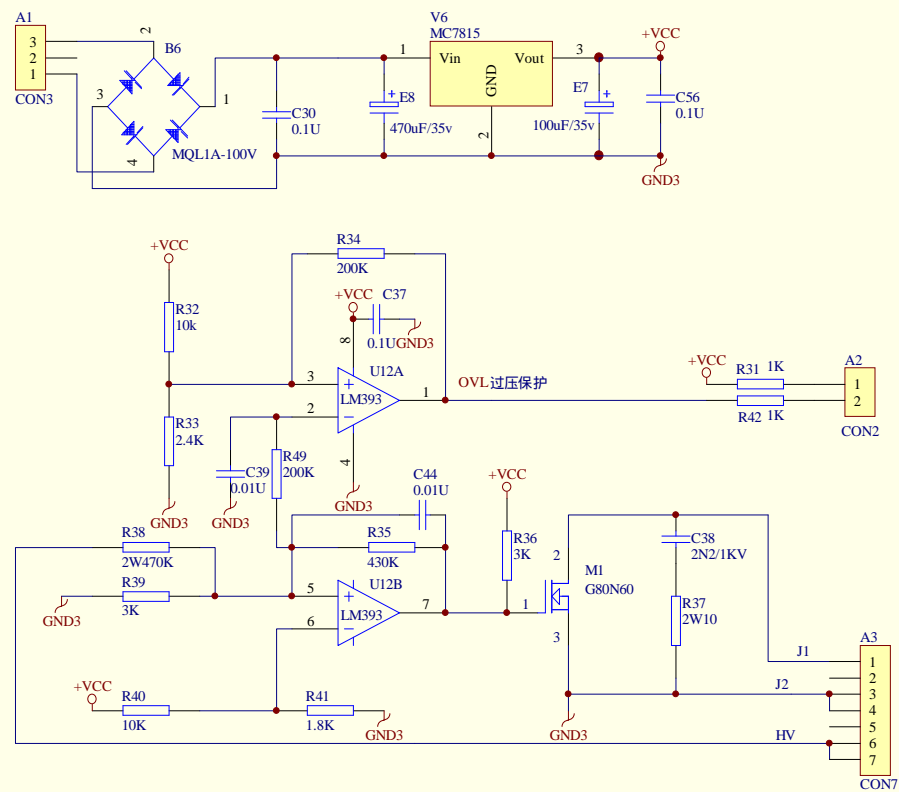 A1
3
2
1
CON3
2
B6
3
1
4
MQL1A-100V
C30
0.1U
E8
470uF/35v
1
V6
MC7815
Vin
Vout
GND
2
3
E7
100uF/35v
+VCC
C56
0.1U
GND3
+VCC
R32
10k
R33
2.4K
GND3
R34
200K
+VCC
C37
0.1U
GND3
8
U12A
3
LM393
2
1
4
GND3
C39
0.01U
GND3
R49
200K
OVL过压保护
+VCC
R31 1K
R42 1K
A2
1
2
CON2
C44
0.01U
R35
430K
R38
2W470K
R39
3K
GND3
U12B
5
LM393
6
7
+VCC
R36
3K
2
1
3
M1
G80N60
GND3
C38
2N2/1KV
R37
2W10
+VCC
R40
10K
R41
1.8K
GND3
J1
J2
HV
A3
1
2
3
4
5
6
7
CON7